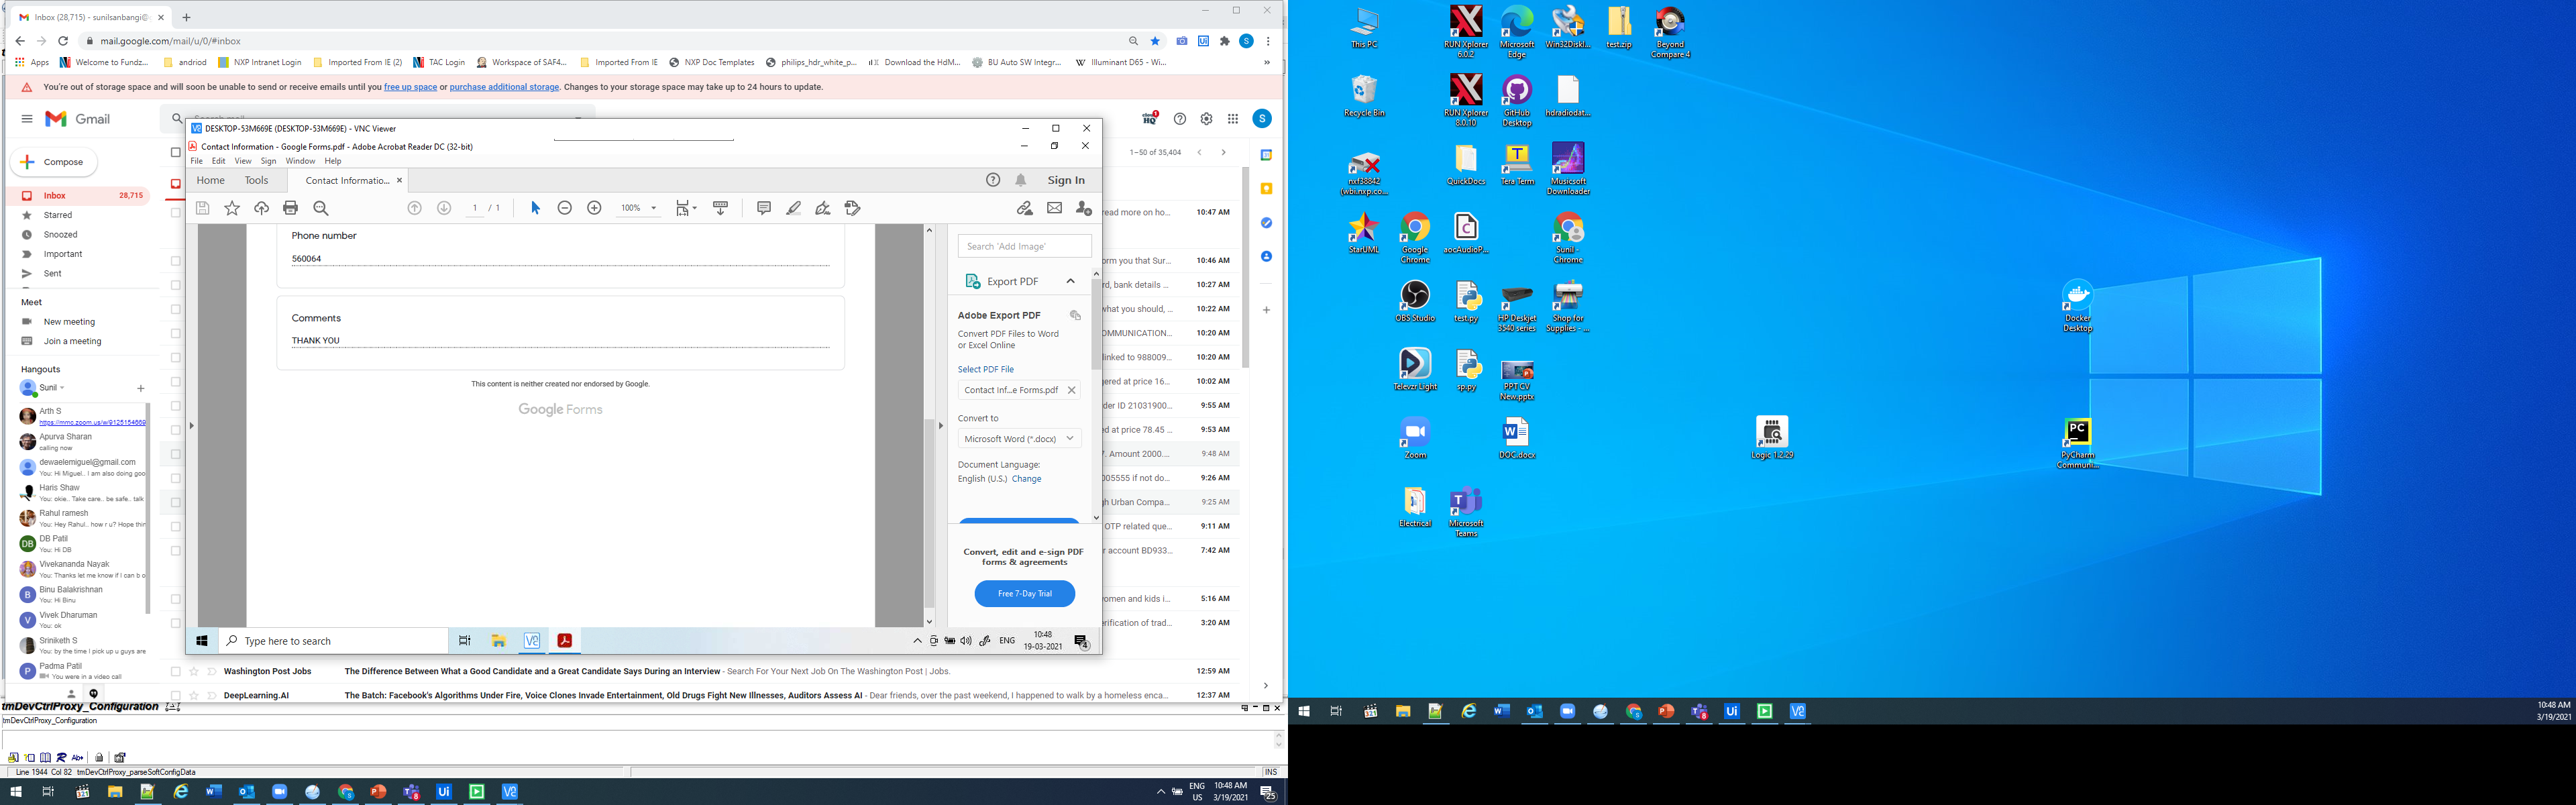 Inbox (28,715) - sunilsanbangi@
mail.google.com/mail/u/0/#inbox
Apps Welcome to Fundz... andriod NXP Intranet Login Imported From IE (2) TAC Login Workspace of SAF4... Imported From IE NXP Doc Templates philips_hdr_white_p... Download the HdM... BU Auto SW Integr... Illuminant D65 - Wi... »
You're out of storage space and will soon be unable to send or receive emails until you free up space or purchase additional storage. Changes to your storage space may take up to 24 hours to update.
Gmail
S
Compose
1–50 of 35,404
Inbox 28,715
Starred
Snoozed
Important
Sent
Meet
New meeting
Join a meeting
Hangouts
Sunil
Arth S
https://mmc.zoom.us/w/9125154669
Apurva Sharan
calling now
dewaelemiguel@gmail.com
You: Hi Miguel.. I am also doing goo
Haris Shaw
You: okie.. Take care.. be safe.. talk
Rahul ramesh
You: Hey Rahul.. how r u? Hope thin
DB Patil
You: Hi DB
Vivekananda Nayak
You: Thanks let me know if I can b o
Binu Balakrishnan
You: Hi Binu
Vivek Dharuman
You: ok
Sriniketh S
You: by the time I pick up u guys are
Padma Patil
You were in a video call
DESKTOP-53M669E (DESKTOP-53M669E) - VNC Viewer
Contact Information - Google Forms.pdf - Adobe Acrobat Reader DC (32-bit)
File Edit View Sign Window Help
Home Tools Contact Informatio... × Sign In
1 / 1 100%
Phone number
560064
Comments
THANK YOU
This content is neither created nor endorsed by Google.
Google Forms
Search 'Add Image'
Export PDF
Adobe Export PDF
Convert PDF Files to Word
or Excel Online
Select PDF File
Contact Inf...e Forms.pdf
Convert to
Microsoft Word (*.docx)
Document Language:
English (U.S.) Change
Convert, edit and e-sign PDF
forms & agreements
Free 7-Day Trial
Type here to search
ENG
10:48
19-03-2021
4
read more on ho... 10:47 AM
orm you that Sur... 10:46 AM
rd, bank details ... 10:27 AM
what you should, ... 10:22 AM
OMMUNICATION... 10:20 AM
linked to 988009... 10:20 AM
gered at price 16... 10:02 AM
der ID 21031900... 9:55 AM
ed at price 78.45 ... 9:53 AM
7. Amount 2000.... 9:48 AM
005555 if not do... 9:26 AM
gh Urban Compa... 9:25 AM
OTP related que... 9:11 AM
r account BD933... 7:42 AM
omen and kids i... 5:16 AM
erification of trad... 3:20 AM
Washington Post Jobs The Difference Between What a Good Candidate and a Great Candidate Says During an Interview - Search For Your Next Job On The Washington Post | Jobs. 12:59 AM
DeepLearning.AI The Batch: Facebook's Algorithms Under Fire, Voice Clones Invade Entertainment, Old Drugs Fight New Illnesses, Auditors Assess AI - Dear friends, over the past weekend, I happened to walk by a homeless enca... 12:37 AM
tmDevCtrlProxy_Configuration
tmDevCtrlProxy_Configuration
Line 1944 Col 82 tmDevCtrlProxy_parseSoftConfigData INS
ENG
US
10:48 AM
3/19/2021
25
This PC
RUN Xplorer
6.0.2
Microsoft
Edge
Win32DiskI...
test.zip
Beyond
Compare 4
Recycle Bin
RUN Xplorer
8.0.10
GitHub
Desktop
hdradiodat...
nxf38842
(wbi.nxp.co...
QuickDocs
Tera Term
Musicsoft
Downloader
StarUML
Google
Chrome
aocAudioP...
Sunil -
Chrome
OBS Studio
test.py
HP Deskjet
3540 series
Shop for
Supplies - ...
Docker
Desktop
Televzr Light
sp.py
PPT CV
New.pptx
Zoom
DOC.docx
Logic 1.2.29
PyCharm
Communi...
Electrical
Microsoft
Teams
10:48 AM
3/19/2021